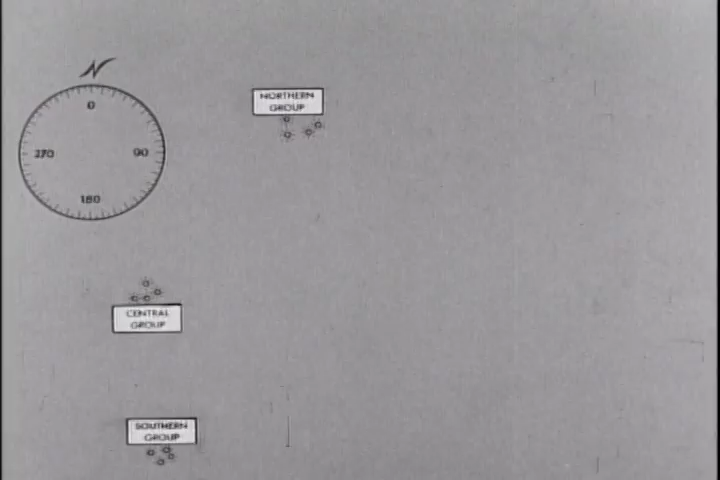 N
0
270
90
180
NORTHERN
GROUP
CENTRAL
GROUP
SOUTHERN
GROUP